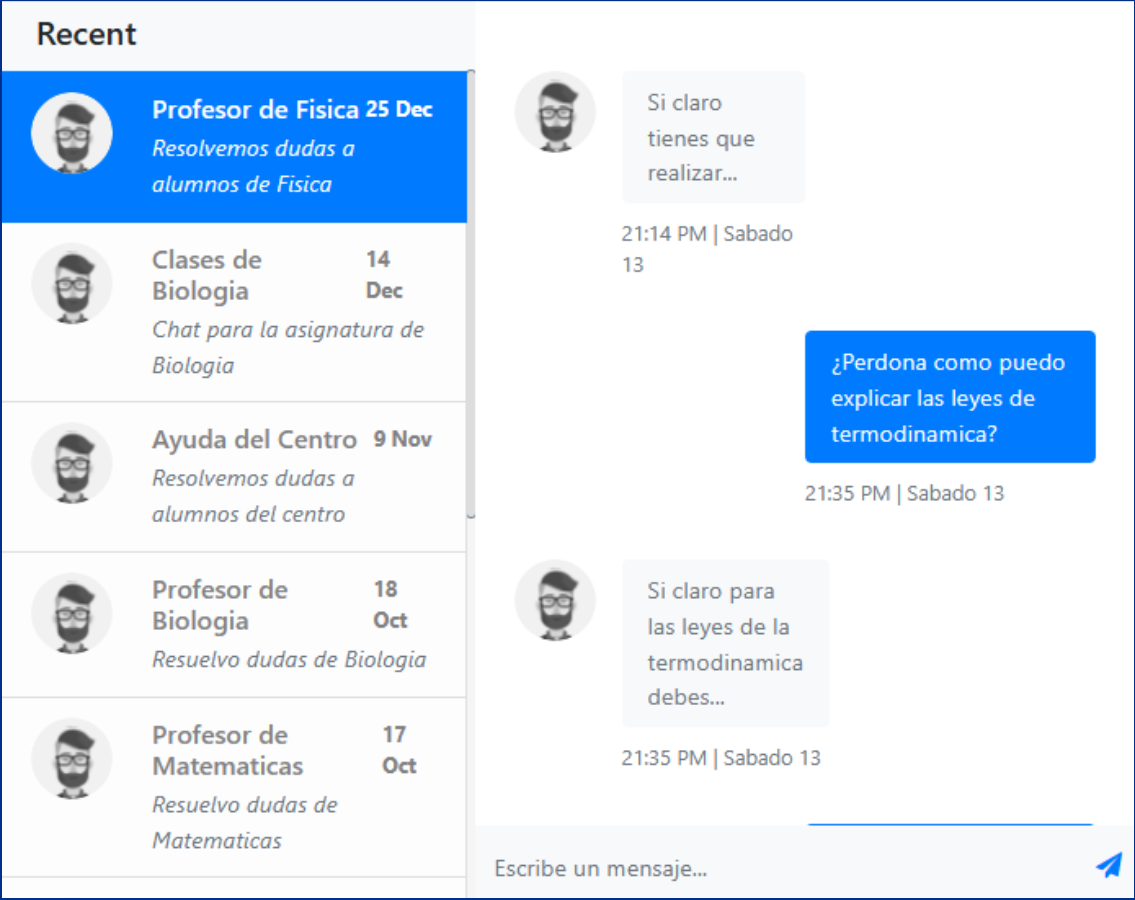 Recent
Profesor de Fisica 25 Dec
Resolvemos dudas a
alumnos de Fisica
Clases de 14
Biologia Dec
Chat para la asignatura de
Biologia
Ayuda del Centro 9 Nov
Resolvemos dudas a
alumnos del centro
Profesor de 18
Biologia Oct
Resuelvo dudas de Biologia
Profesor de 17
Matematicas Oct
Resuelvo dudas de
Matematicas
Si claro
tienes que
realizar...
21:14 PM | Sabado
13
¿Perdona como puedo
explicar las leyes de
termodinamica?
21:35 PM | Sabado 13
Si claro para
las leyes de la
termodinamica
debes...
21:35 PM | Sabado 13
Escribe un mensaje...